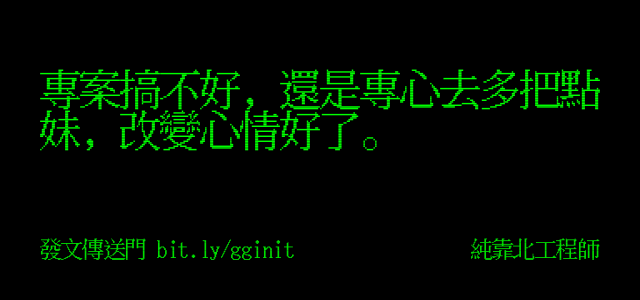 專案搞不好，還是專心去多把點
妹，改變心情好了。
發文傳送門 bit.ly/gginit
純靠北工程師